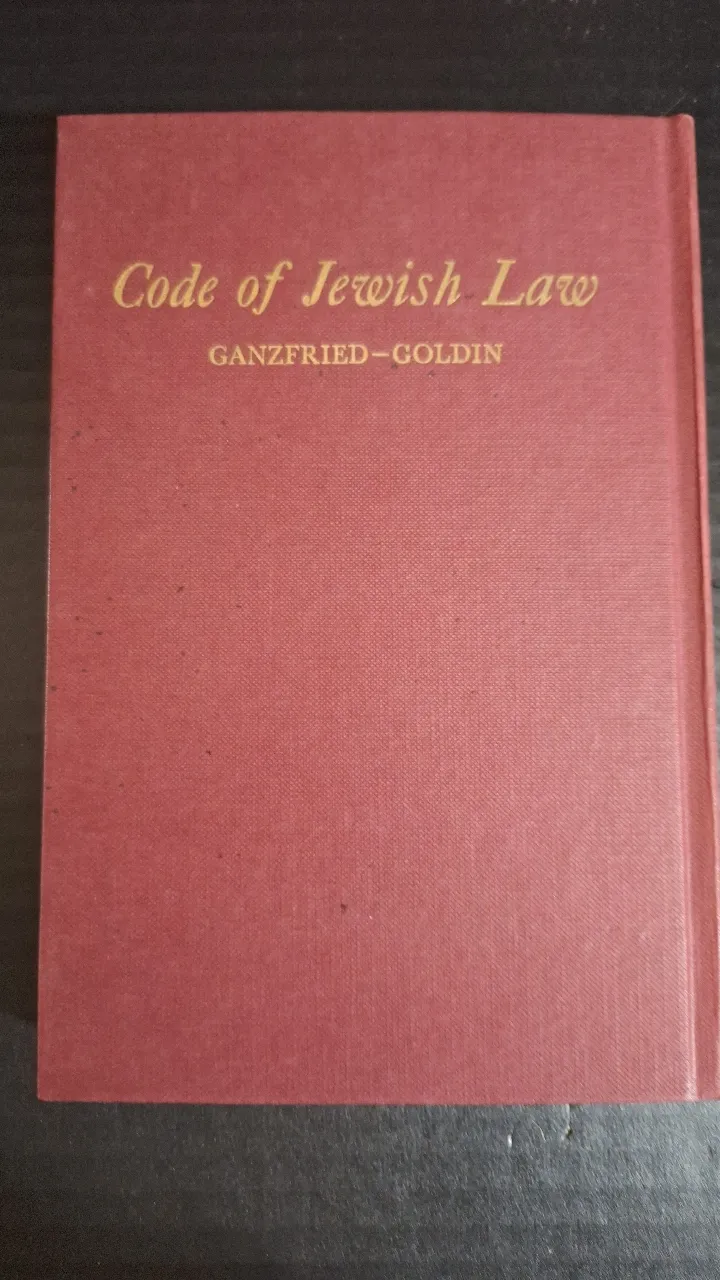 Code of Jewish Law
GANZFRIED–GOLDIN